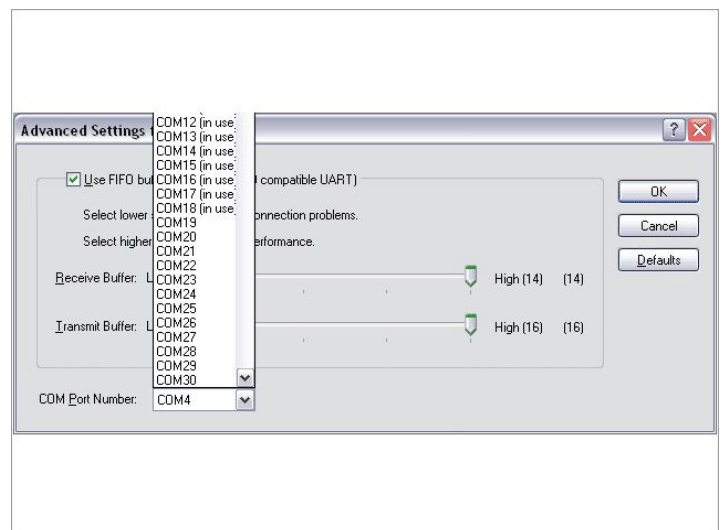 Advanced Settings
COM12 (in use
COM13 (in use
COM14 (in use
COM15 (in use
COM16 (in use
COM17 (in use
COM18 (in use
COM19
COM20
COM21
COM22
COM23
COM24
COM25
COM26
COM27
COM28
COM29
COM30
Use FIFO compatible UART)
Select lower connection problems.
Select higher
Receive Buffer: High (14) (14)
Transmit Buffer: High (16) (16)
COM Port Number: COM4
OK
Cancel
Defaults